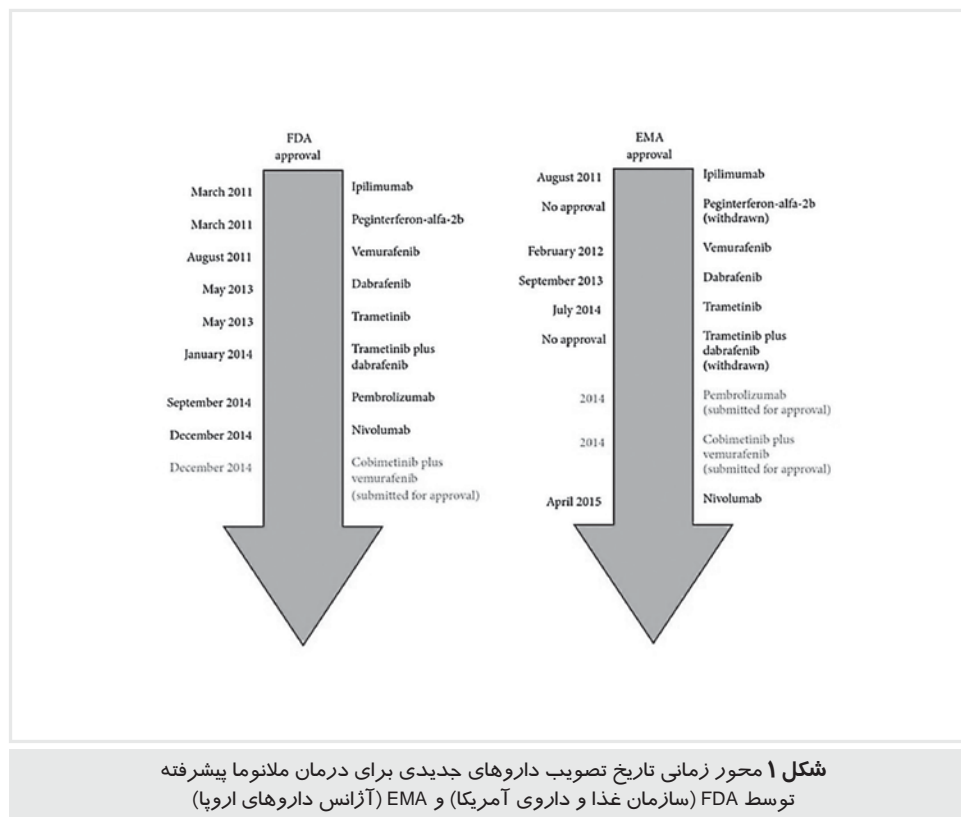 FDA
approval
March 2011
Ipilimumab
March 2011
Peginterferon-alfa-2b
August 2011
Vemurafenib
May 2013
Dabrafenib
May 2013
Trametinib
January 2014
Trametinib plus
dabrafenib
September 2014
Pembrolizumab
December 2014
Nivolumab
December 2014
Cobimetinib plus
vemurafenib
(submitted for approval)
EMA
approval
August 2011
Ipilimumab
No approval
Peginterferon-alfa-2b
(withdrawn)
February 2012
Vemurafenib
September 2013
Dabrafenib
July 2014
Trametinib
No approval
Trametinib plus
dabrafenib
(withdrawn)
2014
Pembrolizumab
(submitted for approval)
2014
Cobimetinib plus
vemurafenib
(submitted for approval)
April 2015
Nivolumab
شکل ۱ محور زمانی تاریخ تصویب داروهای جدیدی برای درمان ملانوما پیشرفته
توسط FDA (سازمان غذا و داروی آمریکا) و EMA (آژانس داروهای اروپا)